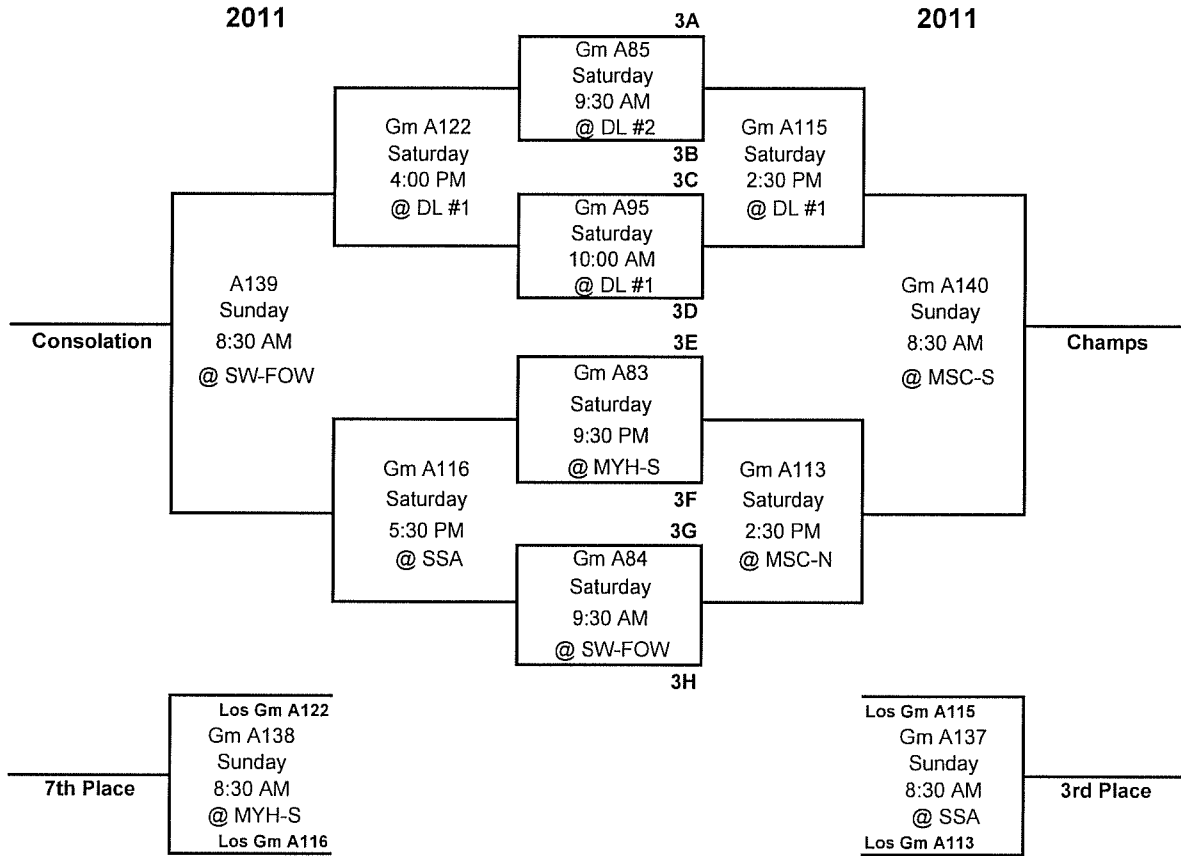 2011
2011
3A
Gm A85
Saturday
9:30 AM
@ DL #2
3B
Gm A122
Saturday
4:00 PM
@ DL #1
Gm A115
Saturday
2:30 PM
@ DL #1
3C
Gm A95
Saturday
10:00 AM
@ DL #1
3D
A139
Sunday
8:30 AM
@ SW-FOW
Consolation
Gm A140
Sunday
8:30 AM
@ MSC-S
Champs
3E
Gm A83
Saturday
9:30 PM
@ MYH-S
3F
Gm A116
Saturday
5:30 PM
@ SSA
Gm A113
Saturday
2:30 PM
@ MSC-N
3G
Gm A84
Saturday
9:30 AM
@ SW-FOW
3H
Los Gm A122
Gm A138
Sunday
8:30 AM
@ MYH-S
Los Gm A116
7th Place
Los Gm A115
Gm A137
Sunday
8:30 AM
@ SSA
Los Gm A113
3rd Place